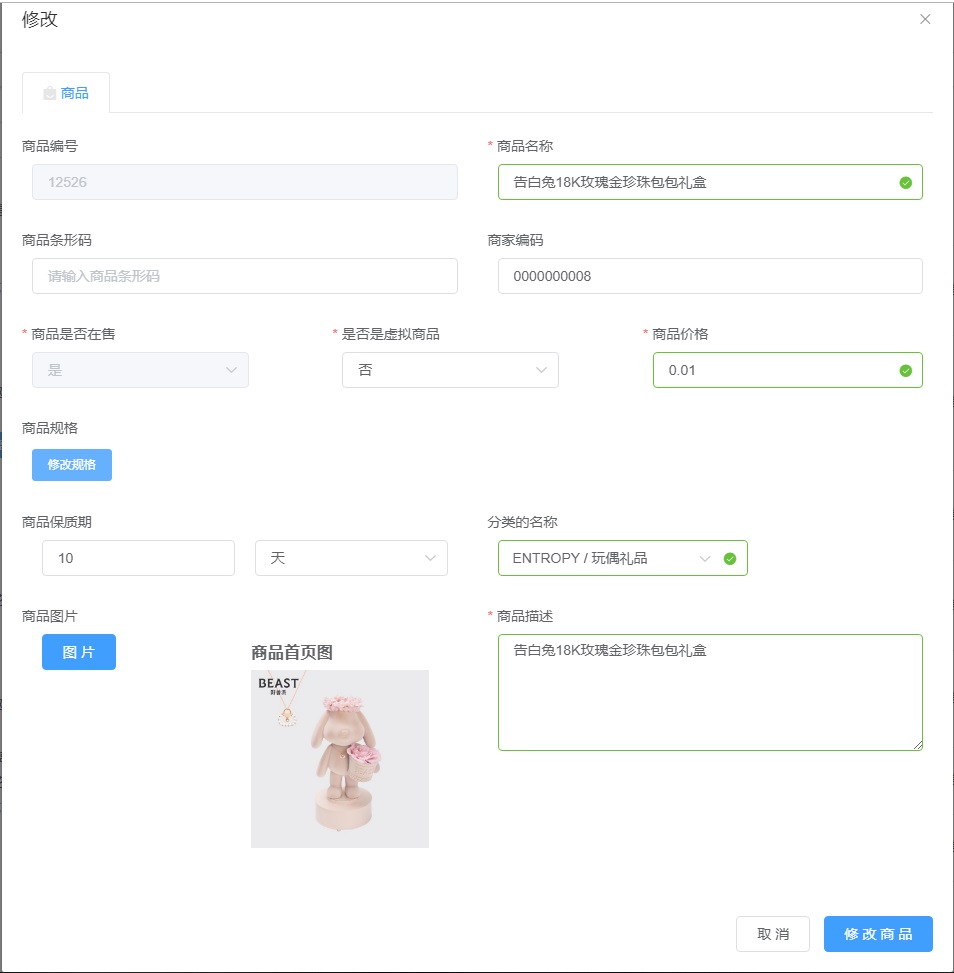 修改
商品
商品编号
* 商品名称
12526
告白兔18K玫瑰金珍珠包包礼盒
商品条形码
商家编码
请输入商品条形码
0000000008
* 商品是否在售
* 是否是虚拟商品
* 商品价格
是
否
0.01
商品规格
修改规格
商品保质期
分类的名称
10
天
ENTROPY / 玩偶礼品
商品图片
* 商品描述
图片
商品首页图
告白兔18K玫瑰金珍珠包包礼盒
BEAST
野兽派
取消
修改商品